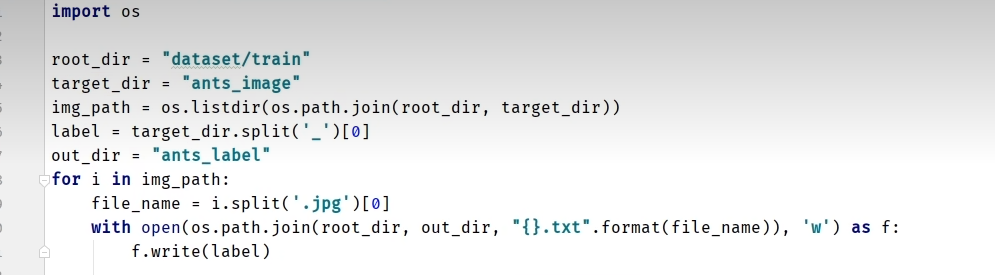 import os
root_dir = "dataset/train"
target_dir = "ants_image"
img_path = os.listdir(os.path.join(root_dir, target_dir))
label = target_dir.split('_')[0]
out_dir = "ants_label"
for i in img_path:
    file_name = i.split('.jpg')[0]
    with open(os.path.join(root_dir, out_dir, "{}.txt".format(file_name)), 'w') as f:
        f.write(label)